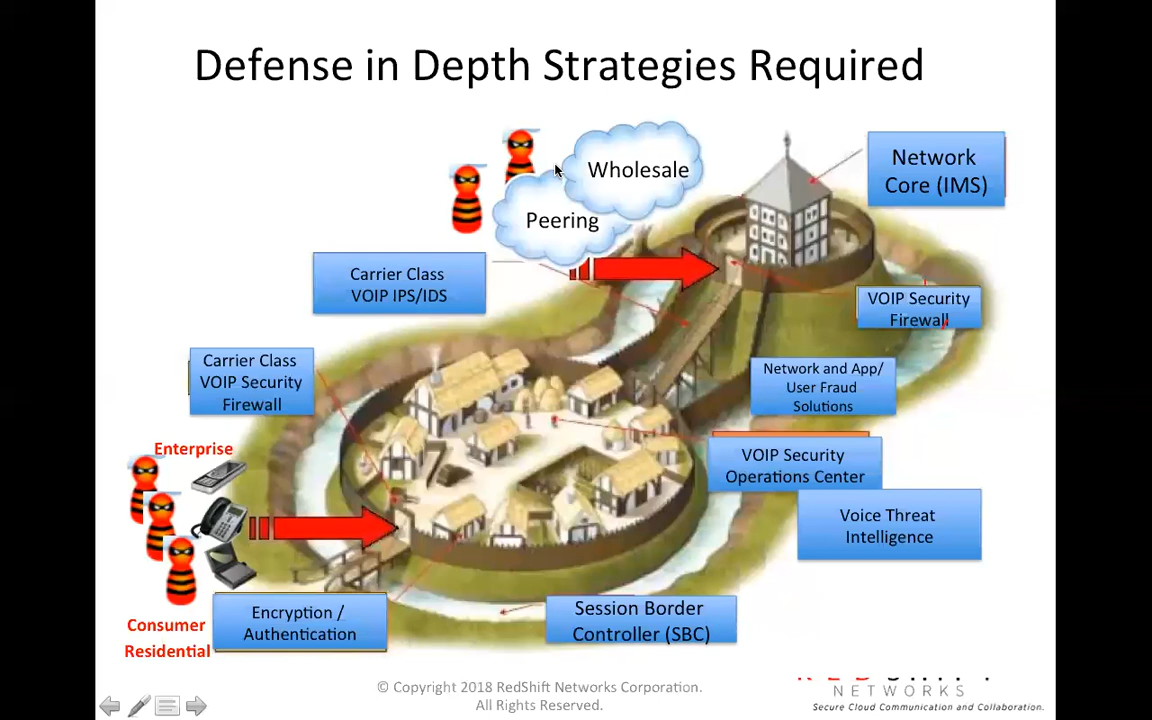 Defense in Depth Strategies Required
Wholesale
Peering
Network
Core (IMS)
Carrier Class
VOIP IPS/IDS
VOIP Security
Firewall
Carrier Class
VOIP Security
Firewall
Network and App/
User Fraud
Solutions
Enterprise
VOIP Security
Operations Center
Voice Threat
Intelligence
Encryption /
Authentication
Session Border
Controller (SBC)
Consumer
Residential
© Copyright 2018 RedShift Networks Corporation.
All Rights Reserved.
NETWORKS
Secure Cloud Communication and Collaboration.